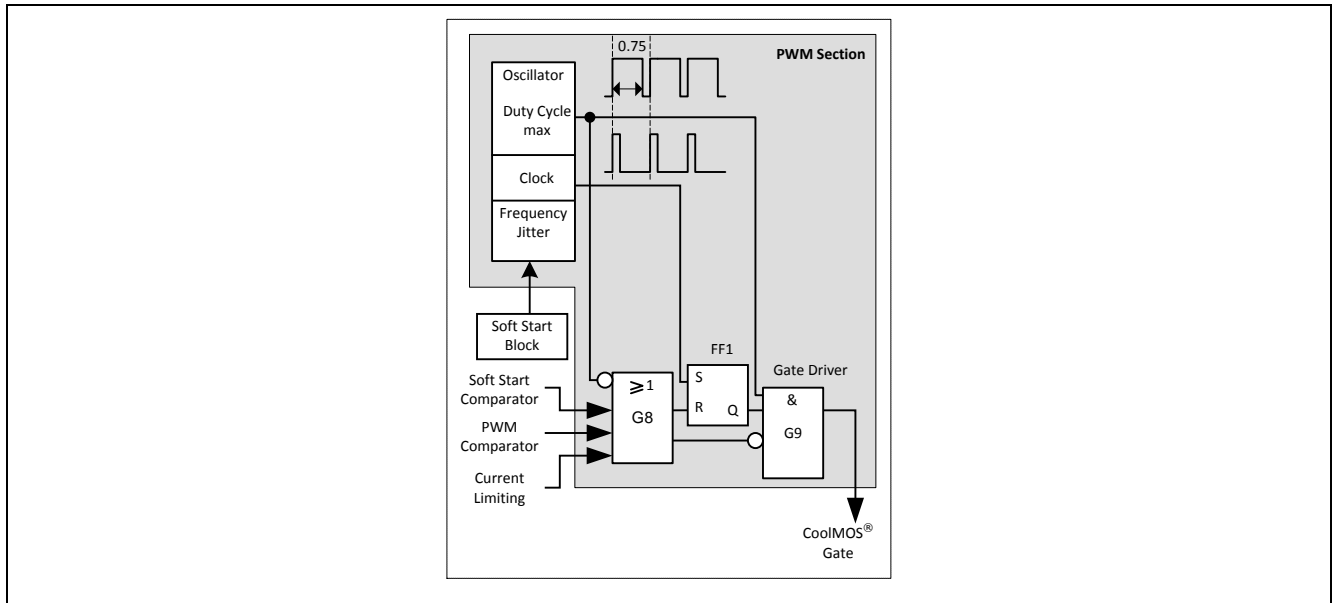 0.75
PWM Section
Oscillator
Duty Cycle
max
Clock
Frequency
Jitter
Soft Start
Block
FF1
Gate Driver
Soft Start
Comparator
PWM
Comparator
Current
Limiting
⩾1
G8
S
R
Q
&
G9
CoolMOS®
Gate